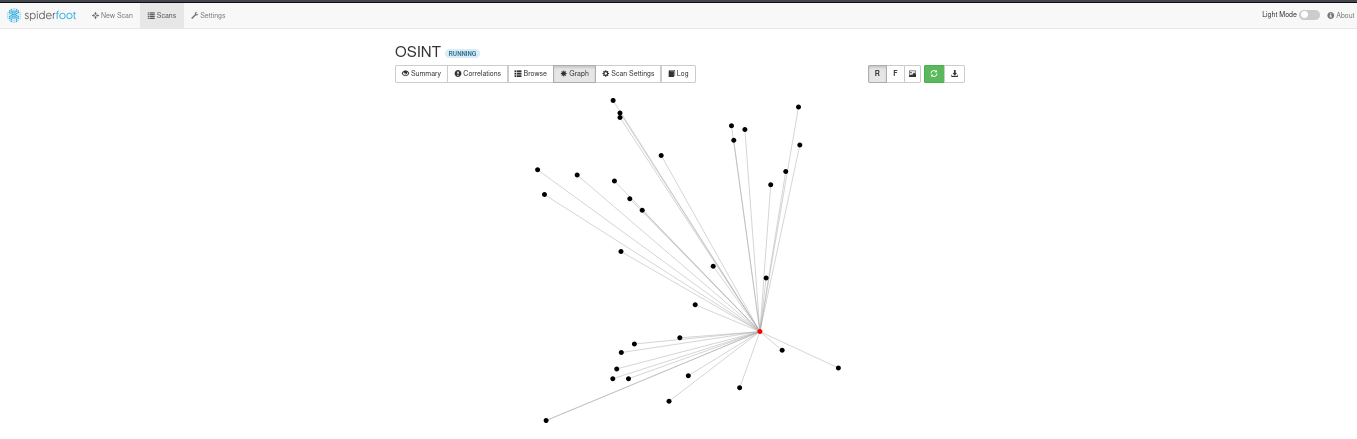 spiderfoot New Scan Scans Settings Light Mode About
OSINT RUNNING
Summary Correlations Browse Graph Scan Settings Log R F